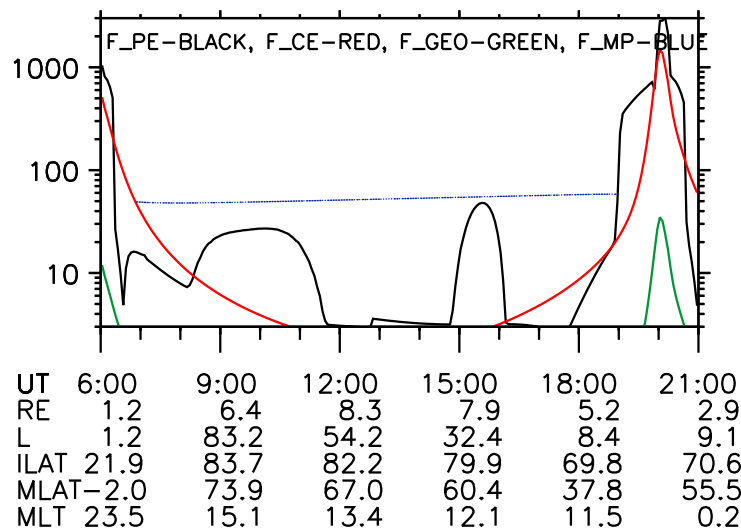 F_PE-BLACK, F_CE-RED, F_GEO-GREEN, F_MP-BLU
1000
100
10
UT 6:00 9:00 12:00 15:00 18:00 21:00
RE 1.2 6.4 8.3 7.9 5.2 2.9
L 1.2 83.2 54.2 32.4 8.4 9.1
ILAT 21.9 83.7 82.2 79.9 69.8 70.6
MLAT-2.0 73.9 67.0 60.4 37.8 55.5
MLT 23.5 15.1 13.4 12.1 11.5 0.2